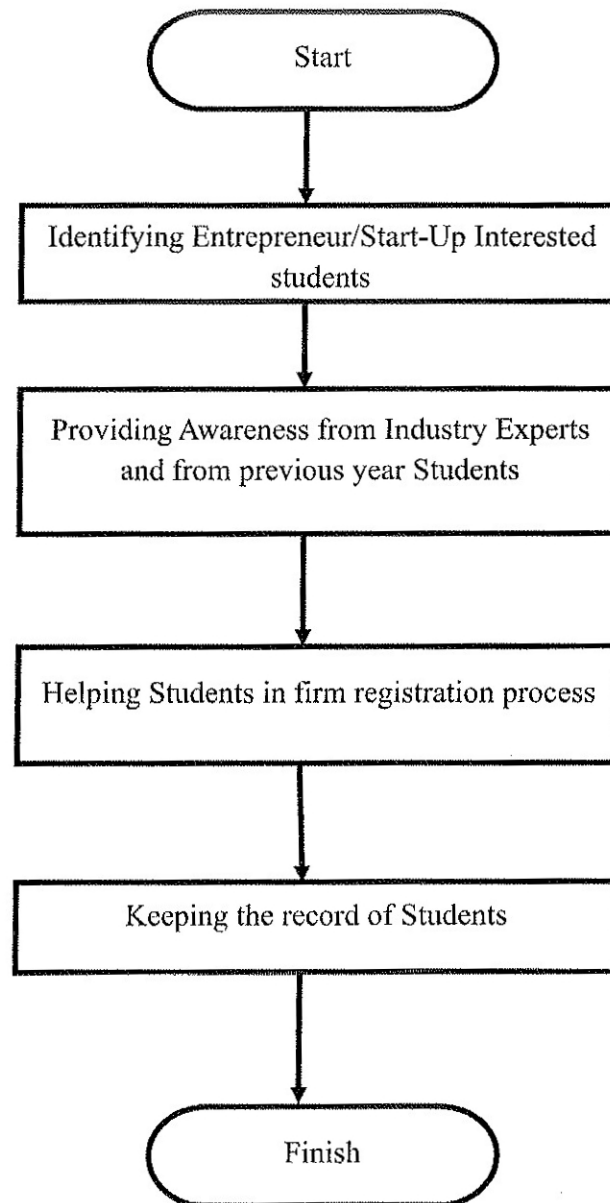 Start
Identifying Entrepreneur/Start-Up Interested
students
Providing Awareness from Industry Experts
and from previous year Students
Helping Students in firm registration process
Keeping the record of Students
Finish